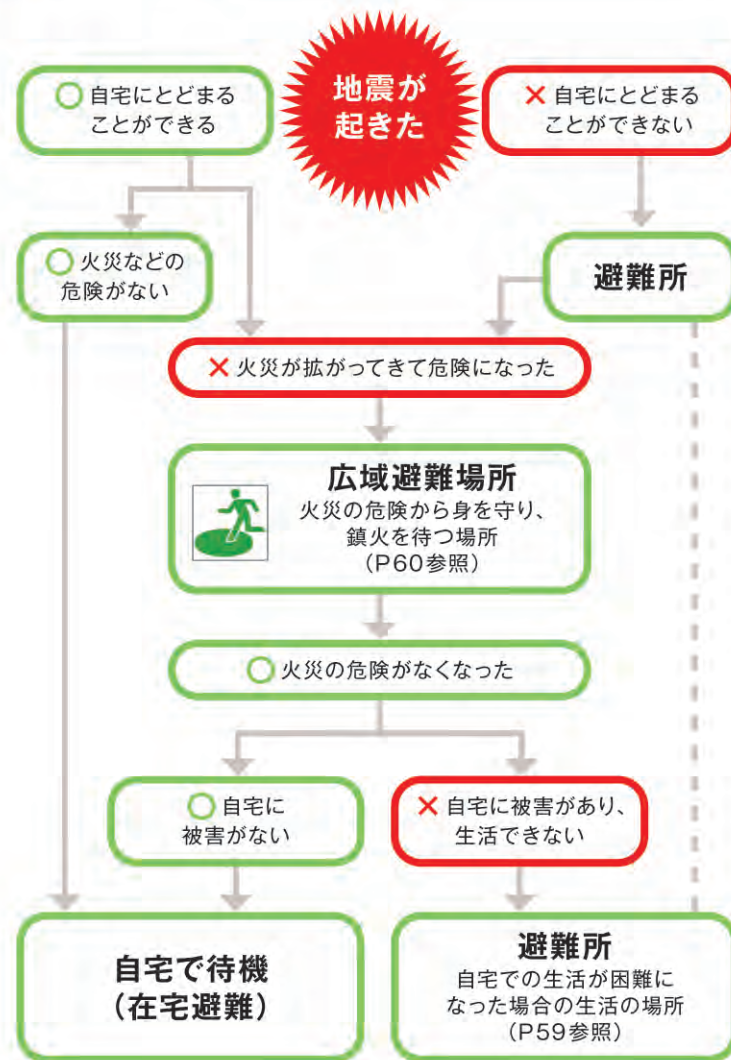 地震が
起きた
○ 自宅にとどまる
ことができる
× 自宅にとどまる
ことができない
○ 火災などの
危険がない
避難所
× 火災が拡がってきて危険になった
広域避難場所
火災の危険から身を守り、
鎮火を待つ場所
(P60参照)
○ 火災の危険がなくなった
○ 自宅に
被害がない
× 自宅に被害があり、
生活できない
自宅で待機
(在宅避難)
避難所
自宅での生活が困難に
なった場合の生活の場所
(P59参照)